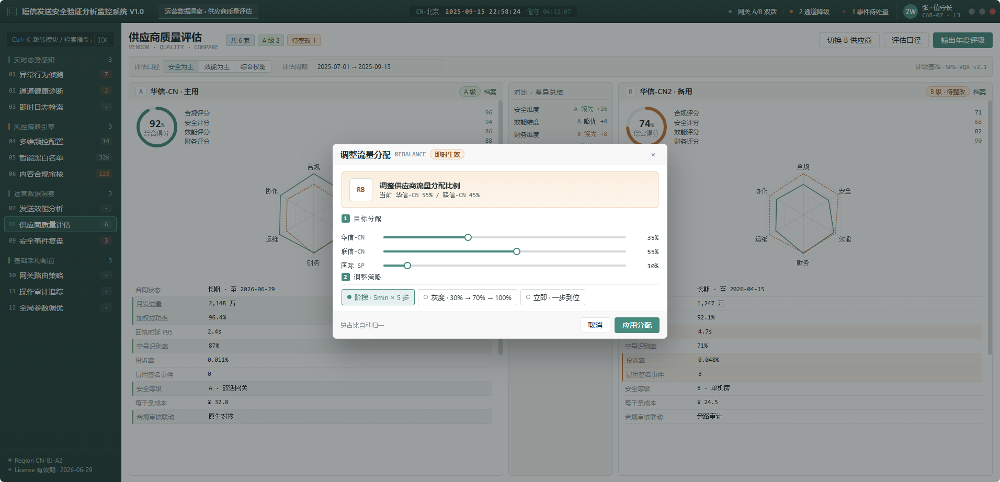 短信发送安全验证分析监控系统 V1.0
运营数据洞察 › 供应商质量评估
CN·北京 2025-09-15 22:58:24 值守 04:12:07
网关 A/B 双活
2 通道降级
1 事件待处置
ZW
张 · 值守长
CAB-07 · L3
Ctrl+K 跳转模块 / 检索指令 /
⌘K
实时态势感知 3
01 异常行为侦测 7
02 通道健康诊断 2
03 即时日志检索 ·
风控策略引擎 3
04 多维频控配置 14
05 智能黑白名单 32k
06 内容合规审核 128
运营数据洞察 3
07 发送效能分析 ·
08 供应商质量评估 6
09 安全事件复盘 3
基础架构配置 3
10 网关路由策略 ·
11 操作审计追踪 ·
12 全局参数调优 ·
Region CN-BJ-A2
License 有效期 · 2026-06-29
供应商质量评估
VENDOR · QUALITY · COMPARE
共 6 家
A 级 2
待整改 1
切换 B 供应商
评估口径
输出年度评级
评估口径
安全为主
效能为主
综合权衡
评估周期
2025-07-01 → 2025-09-15
评级基准 · SMS-VQR v2.1
A 华信-CN · 主用
A 级
档案
92%
综合得分
合规评分 96
安全评分 94
效能评分 86
财务评分 88
合规
协作
运维
财务
合同状态 长期 · 至 2026-06-29
月发送量 2,148 万
加权成功率 96.4%
回执时延 P95 2.4s
空号识别率 87%
投诉率 0.011%
冒用签名事件 0
安全等级 A · 双活网关
每千条成本 ¥ 32.8
合规审核联动 原生对接
对比 · 差异总结
安全维度 A 领先 +26
效能维度 A 略优 +4
财务维度 B 领先 +8
B 华信-CN2 · 备用
B 级 · 待整改
档案
74%
综合得分
合规评分 71
安全评分 68
效能评分 82
财务评分 90
合规
协作
安全
运维
效能
财务
长期 · 至 2026-04-15
1,247 万
92.1%
4.7s
空号识别率 71%
投诉率 0.048%
冒用签名事件 3
安全等级 B · 单机房
每千条成本 ¥ 24.5
合规审核联动 旁路审计
调整流量分配 REBALANCE 即时生效 ×
RB
调整供应商流量分配比例
当前 华信-CN 55% / 联信-CN 45%
1 目标分配
华信-CN 35%
联信-CN 55%
国际 SP 10%
2 调整策略
阶梯 · 5min × 5 步
灰度 · 30% → 70% → 100%
立即 · 一步到位
总占比自动归一
取消
应用分配